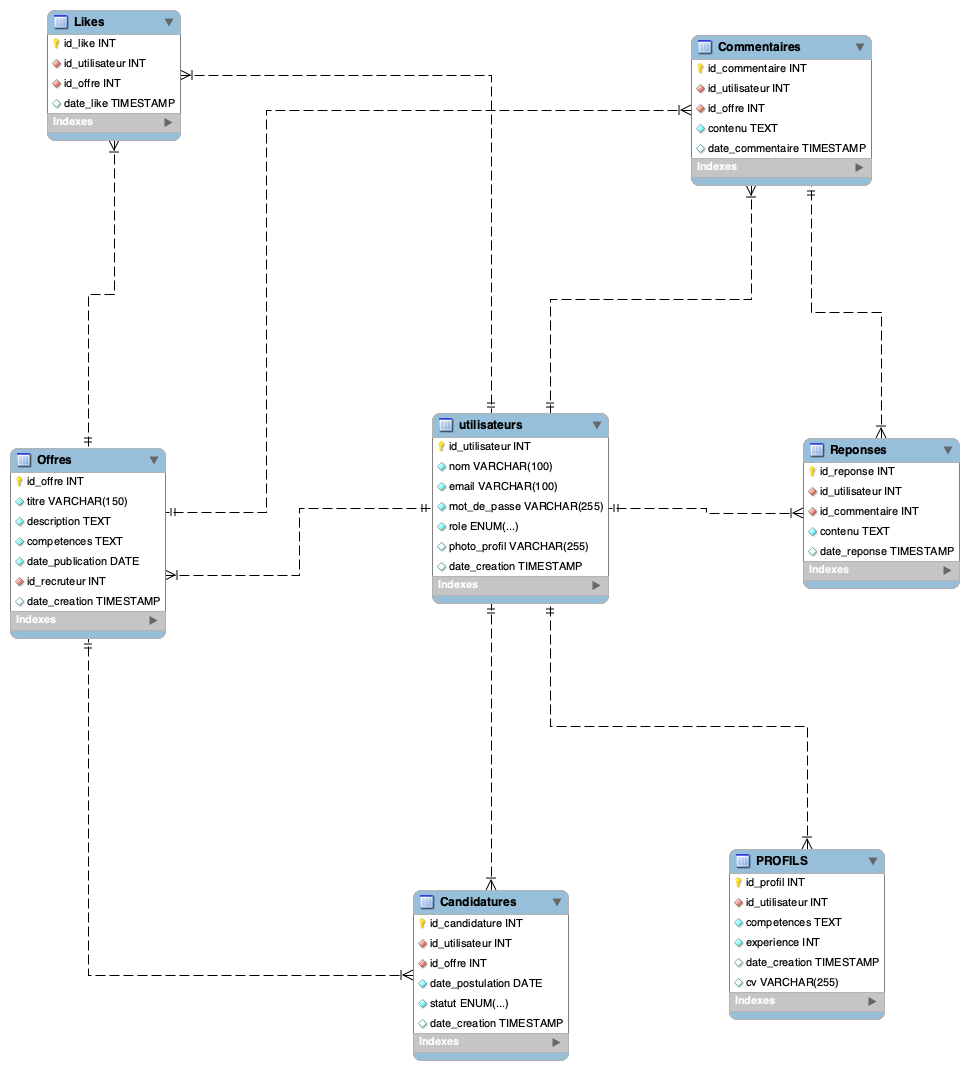 Likes
id_like INT
id_utilisateur INT
id_offre INT
date_like TIMESTAMP
Indexes
Commentaires
id_commentaire INT
id_utilisateur INT
id_offre INT
contenu TEXT
date_commentaire TIMESTAMP
Indexes
Offres
id_offre INT
titre VARCHAR(150)
description TEXT
competences TEXT
date_publication DATE
id_recruteur INT
date_creation TIMESTAMP
Indexes
utilisateurs
id_utilisateur INT
nom VARCHAR(100)
email VARCHAR(100)
mot_de_passe VARCHAR(255)
role ENUM(...)
photo_profil VARCHAR(255)
date_creation TIMESTAMP
Indexes
Reponses
id_reponse INT
id_utilisateur INT
id_commentaire INT
contenu TEXT
date_reponse TIMESTAMP
Indexes
Candidatures
id_candidature INT
id_utilisateur INT
id_offre INT
date_postulation DATE
statut ENUM(...)
date_creation TIMESTAMP
Indexes
PROFILS
id_profil INT
id_utilisateur INT
competences TEXT
experience INT
date_creation TIMESTAMP
cv VARCHAR(255)
Indexes